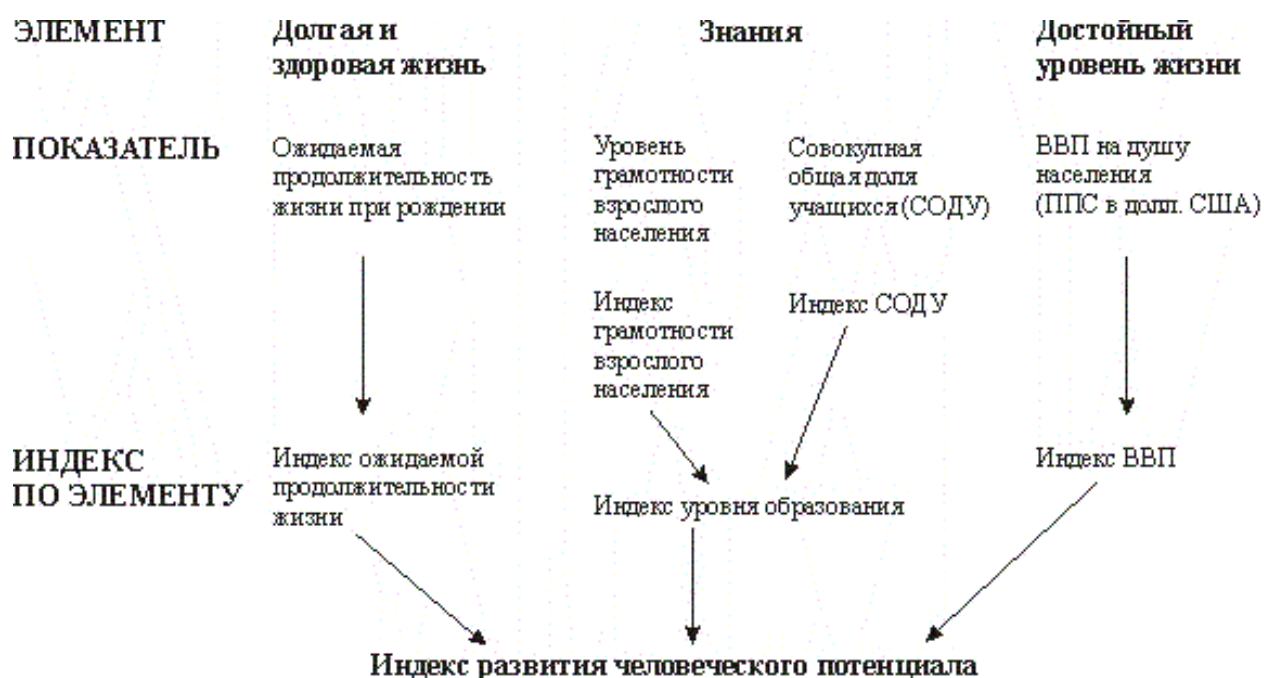 ЭЛЕМЕНТ
Долгая и
здоровая жизнь
Знания
Достойный
уровень жизни
ПОКАЗАТЕЛЬ
Ожидаемая
продолжительность
жизни при рождении
Уровень
грамотности
взрослого
населения
Совокупная
общая доля
учащихся (СОДУ)
ВВП на душу
населения
(ППС в долл. США)
Индекс
грамотности
взрослого
населения
Индекс СОДУ
ИНДЕКС
ПО ЭЛЕМЕНТУ
Индекс ожидаемой
продолжительности
жизни
Индекс уровня образования
Индекс ВВП
Индекс развития человеческого потенциала